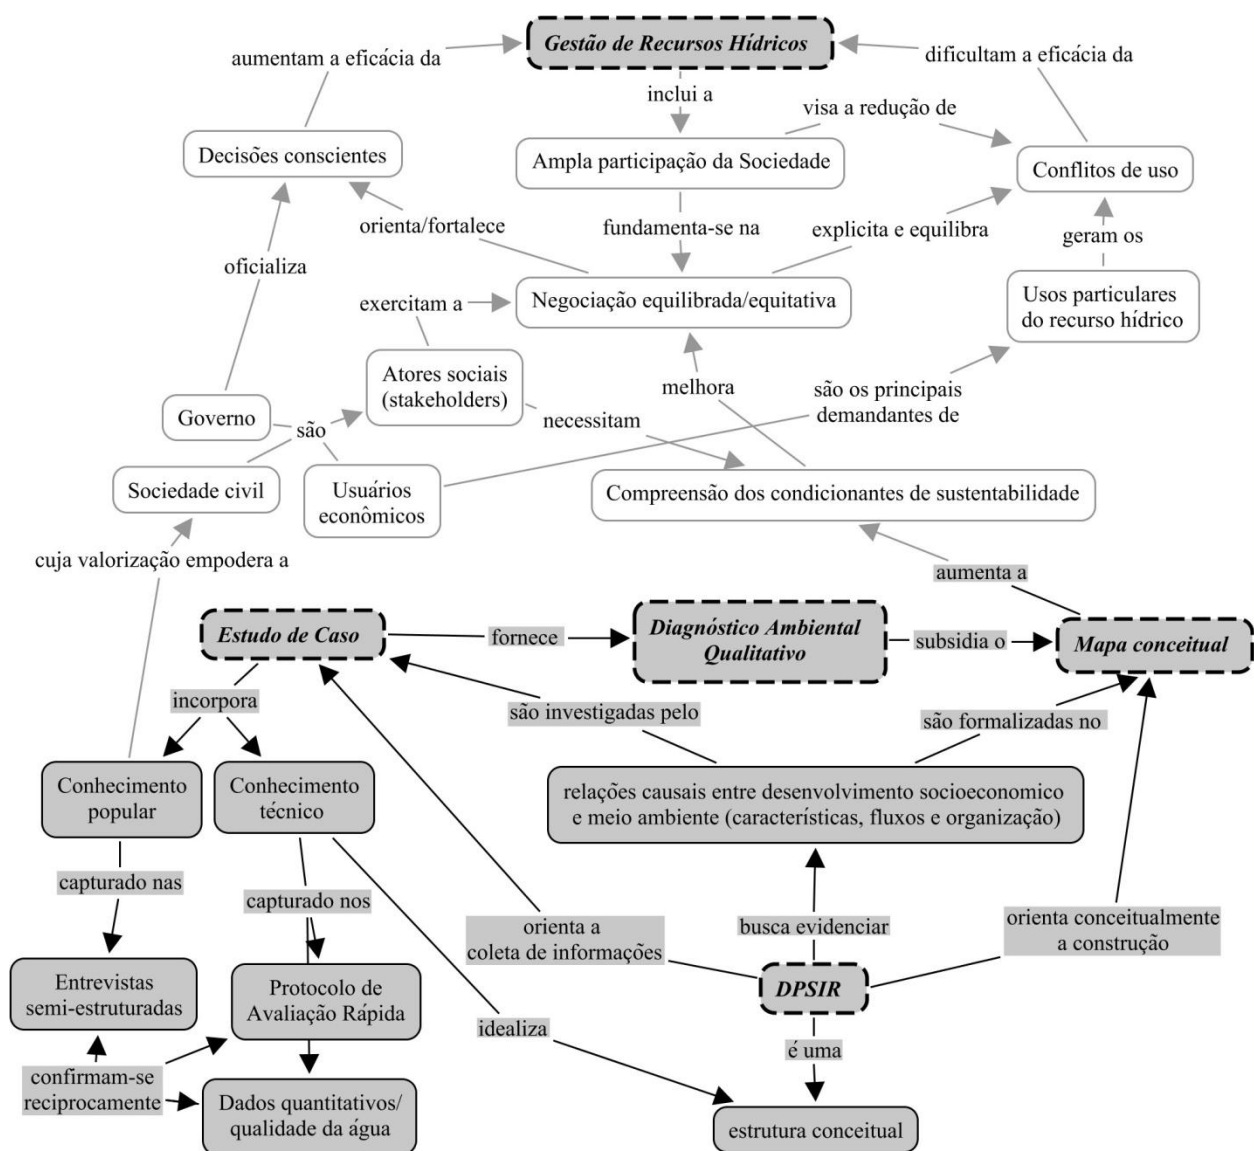 Gestão de Recursos Hídricos
aumentam a eficácia da
dificultam a eficácia da
inclui a
visa a redução de
Decisões conscientes
Ampla participação da Sociedade
Conflitos de uso
orienta/fortalece
fundamenta-se na
explicita e equilibra
geram os
oficializa
exercitam a
Negociação equilibrada/equitativa
Usos particulares
do recurso hídrico
Atores sociais
(stakeholders)
melhora
são os principais
demandantes de
Governo
são
necessitam
Sociedade civil
Usuários
econômicos
Compreensão dos condicionantes de sustentabilidade
cuja valorização empodera a
aumenta a
Estudo de Caso
fornece
Diagnóstico Ambiental
Qualitativo
subsidia o
Mapa conceitual
incorpora
são investigadas pelo
são formalizadas no
Conhecimento
popular
Conhecimento
técnico
relações causais entre desenvolvimento socioeconomico
e meio ambiente (características, fluxos e organização)
capturado nas
capturado nos
orienta a
coleta de informações
busca evidenciar
orienta conceitualmente
a construção
Entrevistas
semi-estruturadas
Protocolo de
Avaliação Rápida
DPSIR
idealiza
é uma
confirmam-se
reciprocamente
Dados quantitativos/
qualidade da água
estrutura conceitual